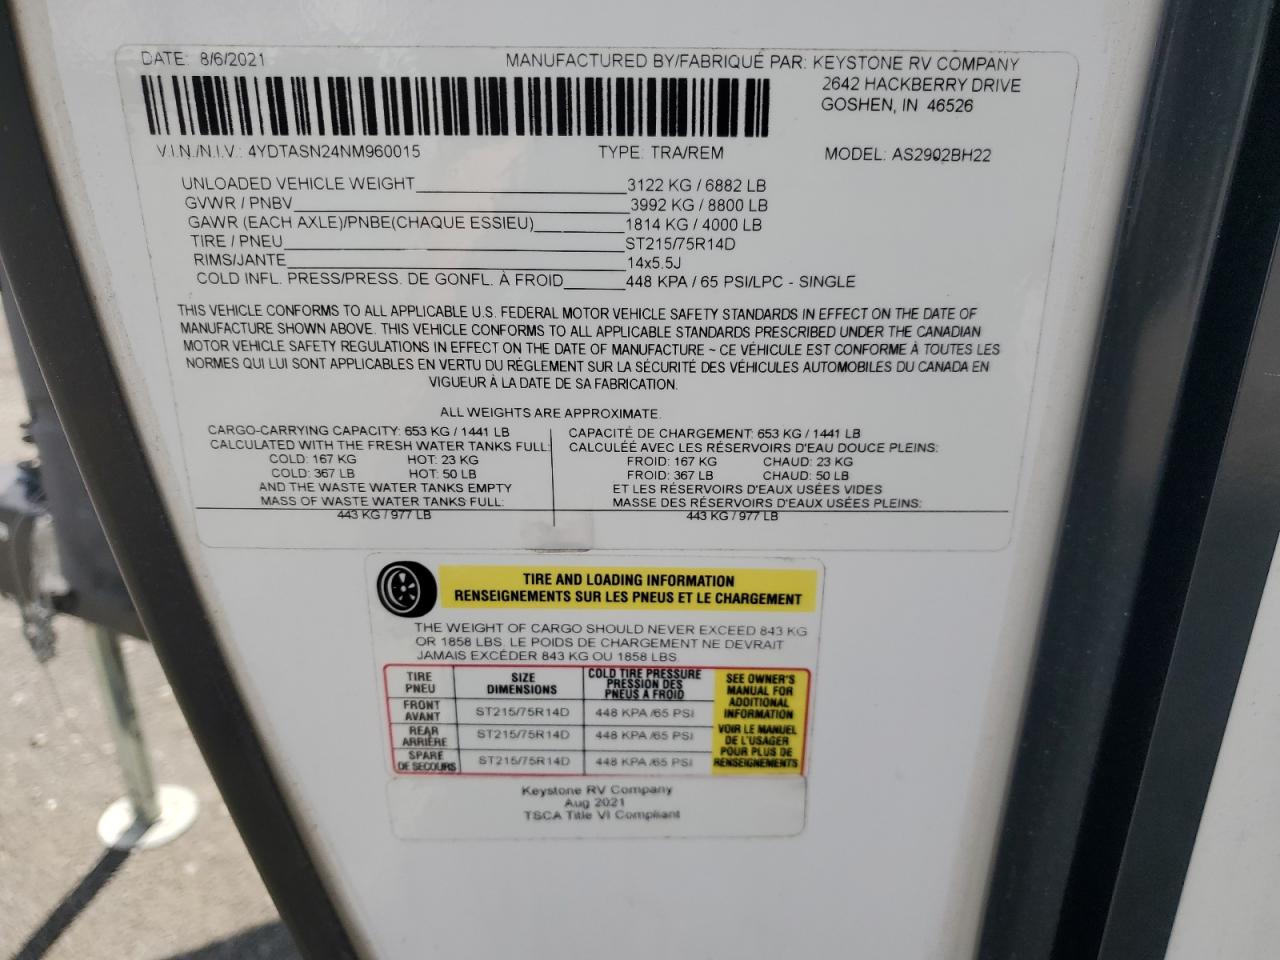 DATE: 8/6/2021 MANUFACTURED BY/FABRIQUÉ PAR: KEYSTONE RV COMPANY
2642 HACKBERRY DRIVE
GOSHEN, IN 46526
V.I.N./N.I.V.: 4YDTASN24NM960015 TYPE: TRA/REM MODEL: AS2902BH22
UNLOADED VEHICLE WEIGHT 3122 KG / 6882 LB
GVWR / PNBV 3992 KG / 8800 LB
GAWR (EACH AXLE)/PNBE(CHAQUE ESSIEU) 1814 KG / 4000 LB
TIRE / PNEU ST215/75R14D
RIMS/JANTE 14x5.5J
COLD INFL. PRESS/PRESS. DE GONFL. À FROID 448 KPA / 65 PSI/LPC - SINGLE
THIS VEHICLE CONFORMS TO ALL APPLICABLE U.S. FEDERAL MOTOR VEHICLE SAFETY STANDARDS IN EFFECT ON THE DATE OF
MANUFACTURE SHOWN ABOVE. THIS VEHICLE CONFORMS TO ALL APPLICABLE STANDARDS PRESCRIBED UNDER THE CANADIAN
MOTOR VEHICLE SAFETY REGULATIONS IN EFFECT ON THE DATE OF MANUFACTURE ~ CE VÉHICULE EST CONFORME À TOUTES LES
NORMES QUI LUI SONT APPLICABLES EN VERTU DU RÈGLEMENT SUR LA SÉCURITÉ DES VÉHICULES AUTOMOBILES DU CANADA EN
VIGUEUR À LA DATE DE SA FABRICATION.
ALL WEIGHTS ARE APPROXIMATE.
CARGO-CARRYING CAPACITY: 653 KG / 1441 LB
CALCULATED WITH THE FRESH WATER TANKS FULL:
COLD: 167 KG HOT: 23 KG
COLD: 367 LB HOT: 50 LB
AND THE WASTE WATER TANKS EMPTY
MASS OF WASTE WATER TANKS FULL:
443 KG / 977 LB
CAPACITÉ DE CHARGEMENT: 653 KG / 1441 LB
CALCULÉE AVEC LES RÉSERVOIRS D'EAU DOUCE PLEINS:
FROID: 167 KG CHAUD: 23 KG
FROID: 367 LB CHAUD: 50 LB
ET LES RÉSERVOIRS D'EAUX USÉES VIDES
MASSE DES RÉSERVOIRS D'EAUX USÉES PLEINS:
443 KG / 977 LB
TIRE AND LOADING INFORMATION
RENSEIGNEMENTS SUR LES PNEUS ET LE CHARGEMENT
THE WEIGHT OF CARGO SHOULD NEVER EXCEED 843 KG
OR 1858 LBS. LE POIDS DE CHARGEMENT NE DEVRAIT
JAMAIS EXCÉDER 843 KG OU 1858 LBS.
TIRE
PNEU
SIZE
DIMENSIONS
COLD TIRE PRESSURE
PRESSION DES
PNEUS A FROID
FRONT
AVANT
ST215/75R14D 448 KPA /65 PSI
REAR
ARRIÈRE
ST215/75R14D 448 KPA /65 PSI
SPARE
DE SECOURS
ST215/75R14D 448 KPA /65 PSI
SEE OWNER'S
MANUAL FOR
ADDITIONAL
INFORMATION
VOIR LE MANUEL
DE L'USAGER
POUR PLUS DE
RENSEIGNEMENTS
Keystone RV Company
Aug 2021
TSCA Title VI Compliant